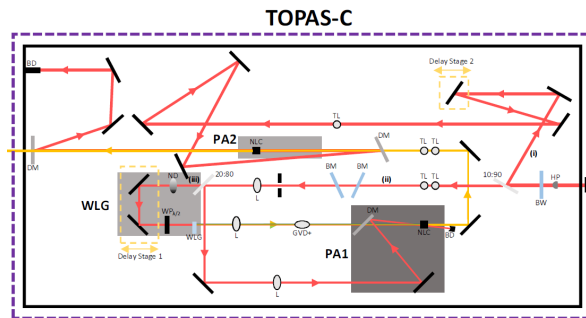 TOPAS-C
BD
Delay Stage 2
TL
PA2
NLC
DM
TL TL
(i)
DM
ND
(iii)
20:80
BM
BM
(ii)
10:90
HP
L
TL TL
BW
WLG
WPλ/2
DM
WLG
L
GVD+
NLC
BD
Delay Stage 1
PA1
L